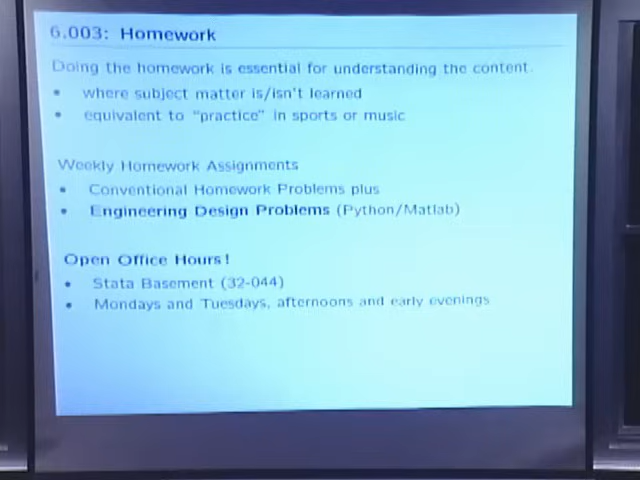 6.003: Homework
Doing the homework is essential for understanding the content.
• where subject matter is/isn't learned
• equivalent to "practice" in sports or music
Weekly Homework Assignments
• Conventional Homework Problems plus
• Engineering Design Problems (Python/Matlab)
Open Office Hours!
• Stata Basement (32-044)
• Mondays and Tuesdays, afternoons and early evenings